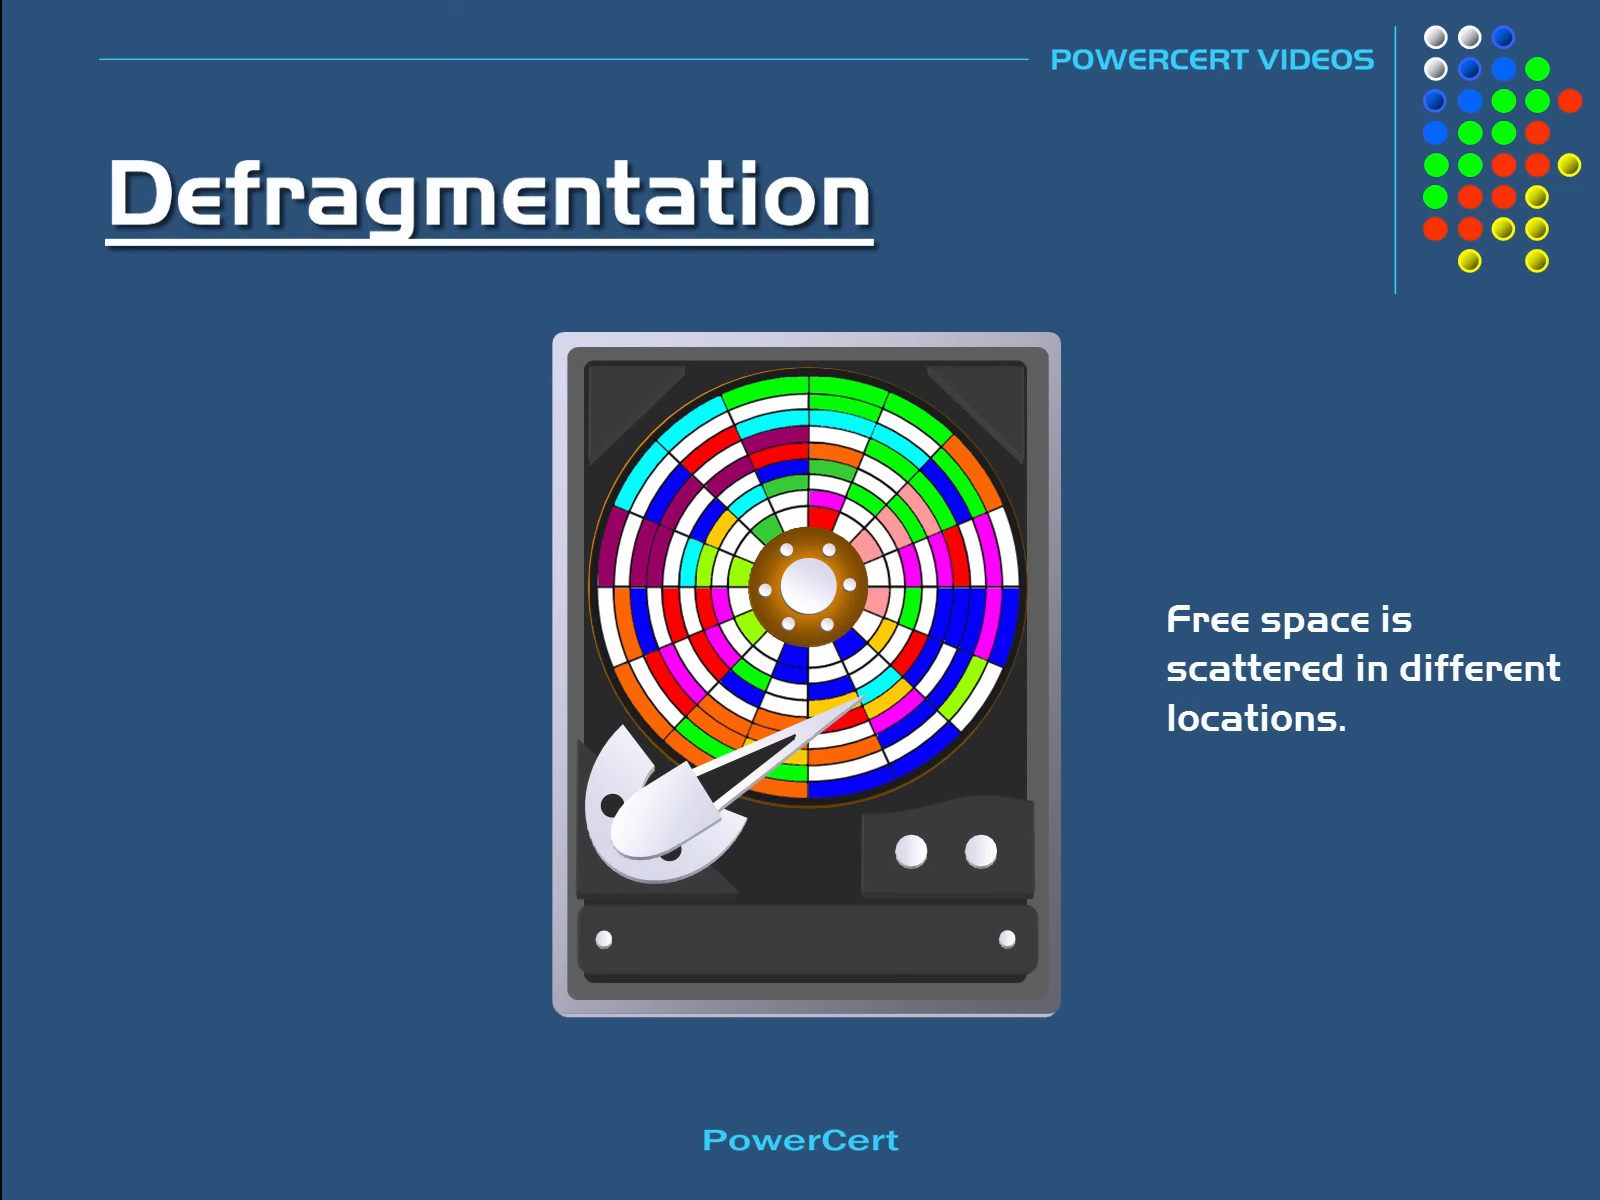 POWERCERT VIDEOS
Defragmentation
Free space is
scattered in different
locations.
PowerCert